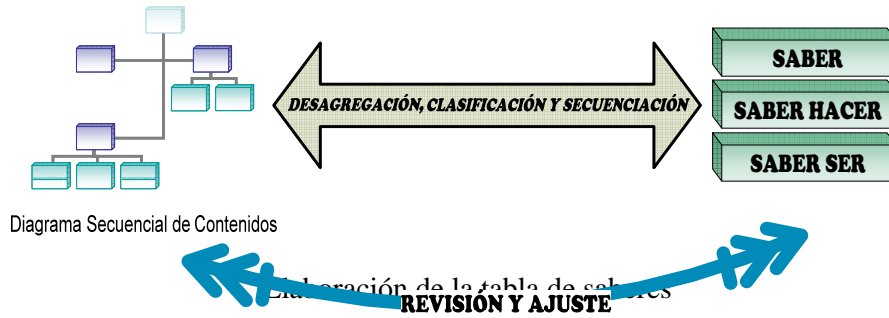 DESAGREGACIÓN, CLASIFICACIÓN Y SECUENCIACIÓN
SABER
SABER HACER
SABER SER
Diagrama Secuencial de Contenidos
Elaboración de la tabla de saberes
REVISIÓN Y AJUSTE